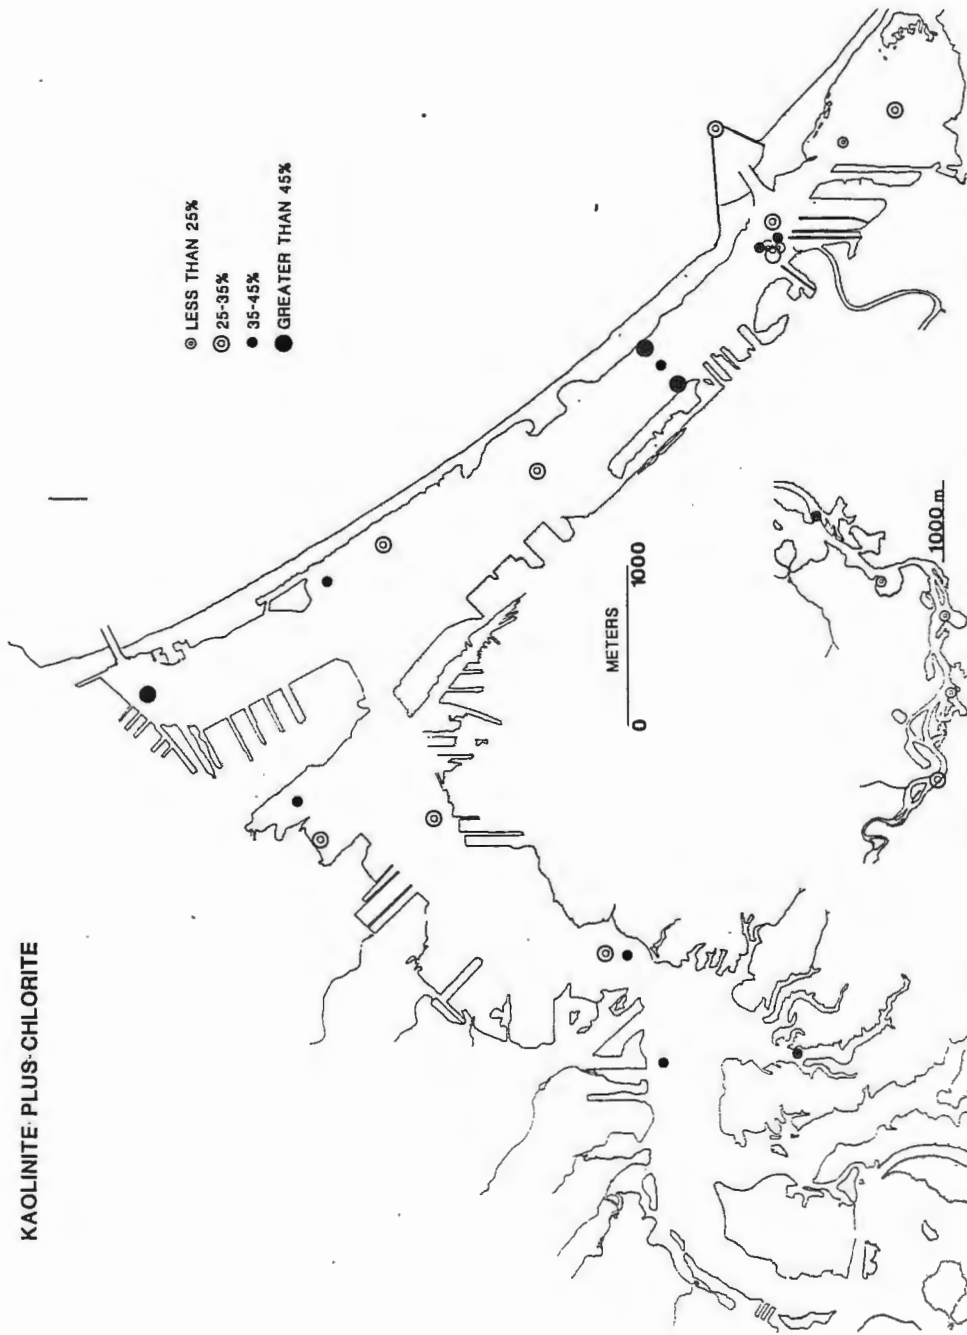 KAOLINITE PLUS CHLORITE
LESS THAN 25%
25-35%
35-45%
GREATER THAN 45%
METERS
0 1000
1000 m